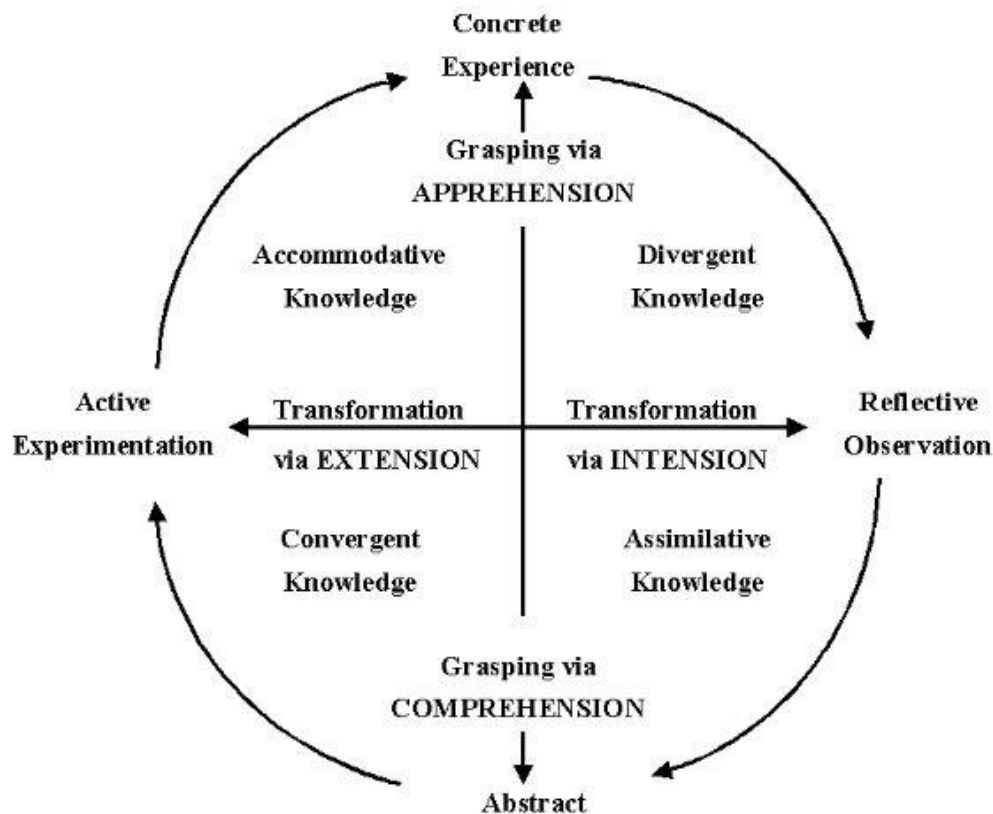 Concrete
Experience
Grasping via
APPREHENSION
Accommodative
Knowledge
Divergent
Knowledge
Active
Experimentation
Transformation
via EXTENSION
Transformation
via INTENSION
Reflective
Observation
Convergent
Knowledge
Assimilative
Knowledge
Grasping via
COMPREHENSION
Abstract